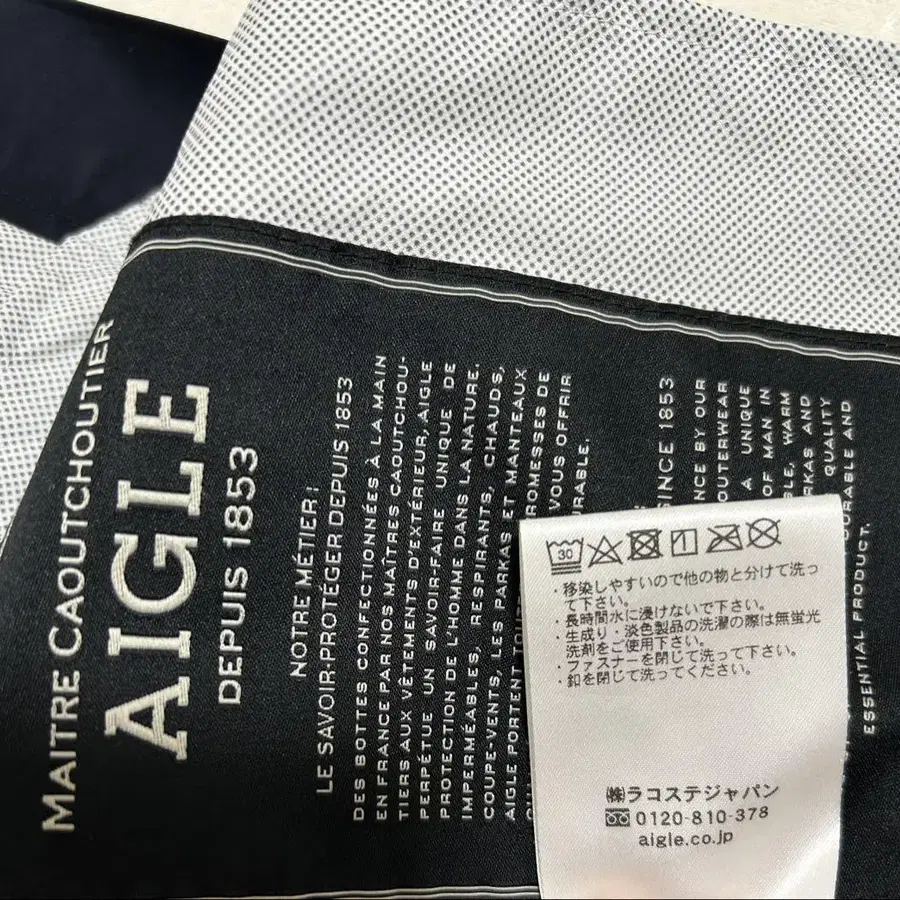 MAITRE CAOUTCHOUTIER
AIGLE
DEPUIS 1853
NOTRE MÉTIER :
LE SAVOIR-PROTÉGER DEPUIS 1853
DES BOTTES CONFECTIONNÉES À LA MAIN
EN FRANCE PAR NOS MAÎTRES CAOUTCHOU-
TIERS AUX VÊTEMENTS D'EXTÉRIEUR, AIGLE
PERPÉTUE UN SAVOIR-FAIRE UNIQUE DE
PROTECTION DE L'HOMME DANS LA NATURE.
IMPERMÉABLES, RESPIRANTS, CHAUDS,
COUPE-VENTS, LES PARKAS ET MANTEAUX
AIGLE PORTENT PROMESSES DE
VOUS OFFRIR
SINCE 1853
BY OUR
OUTERWEAR
A UNIQUE
OF MAN IN
WARM
AND
QUALITY
AND
ESSENTIAL PRODUCT.
30
・移染しやすいので他の物と分けて洗っ
て下さい。
・長時間水に浸けないで下さい。
・生成り・淡色製品の洗濯の際は無蛍光
洗剤をご使用下さい。
・ファスナーを閉じて洗って下さい。
・釦を閉じて洗ってください。
㈱ラコステジャパン
0120-810-378
aigle.co.jp